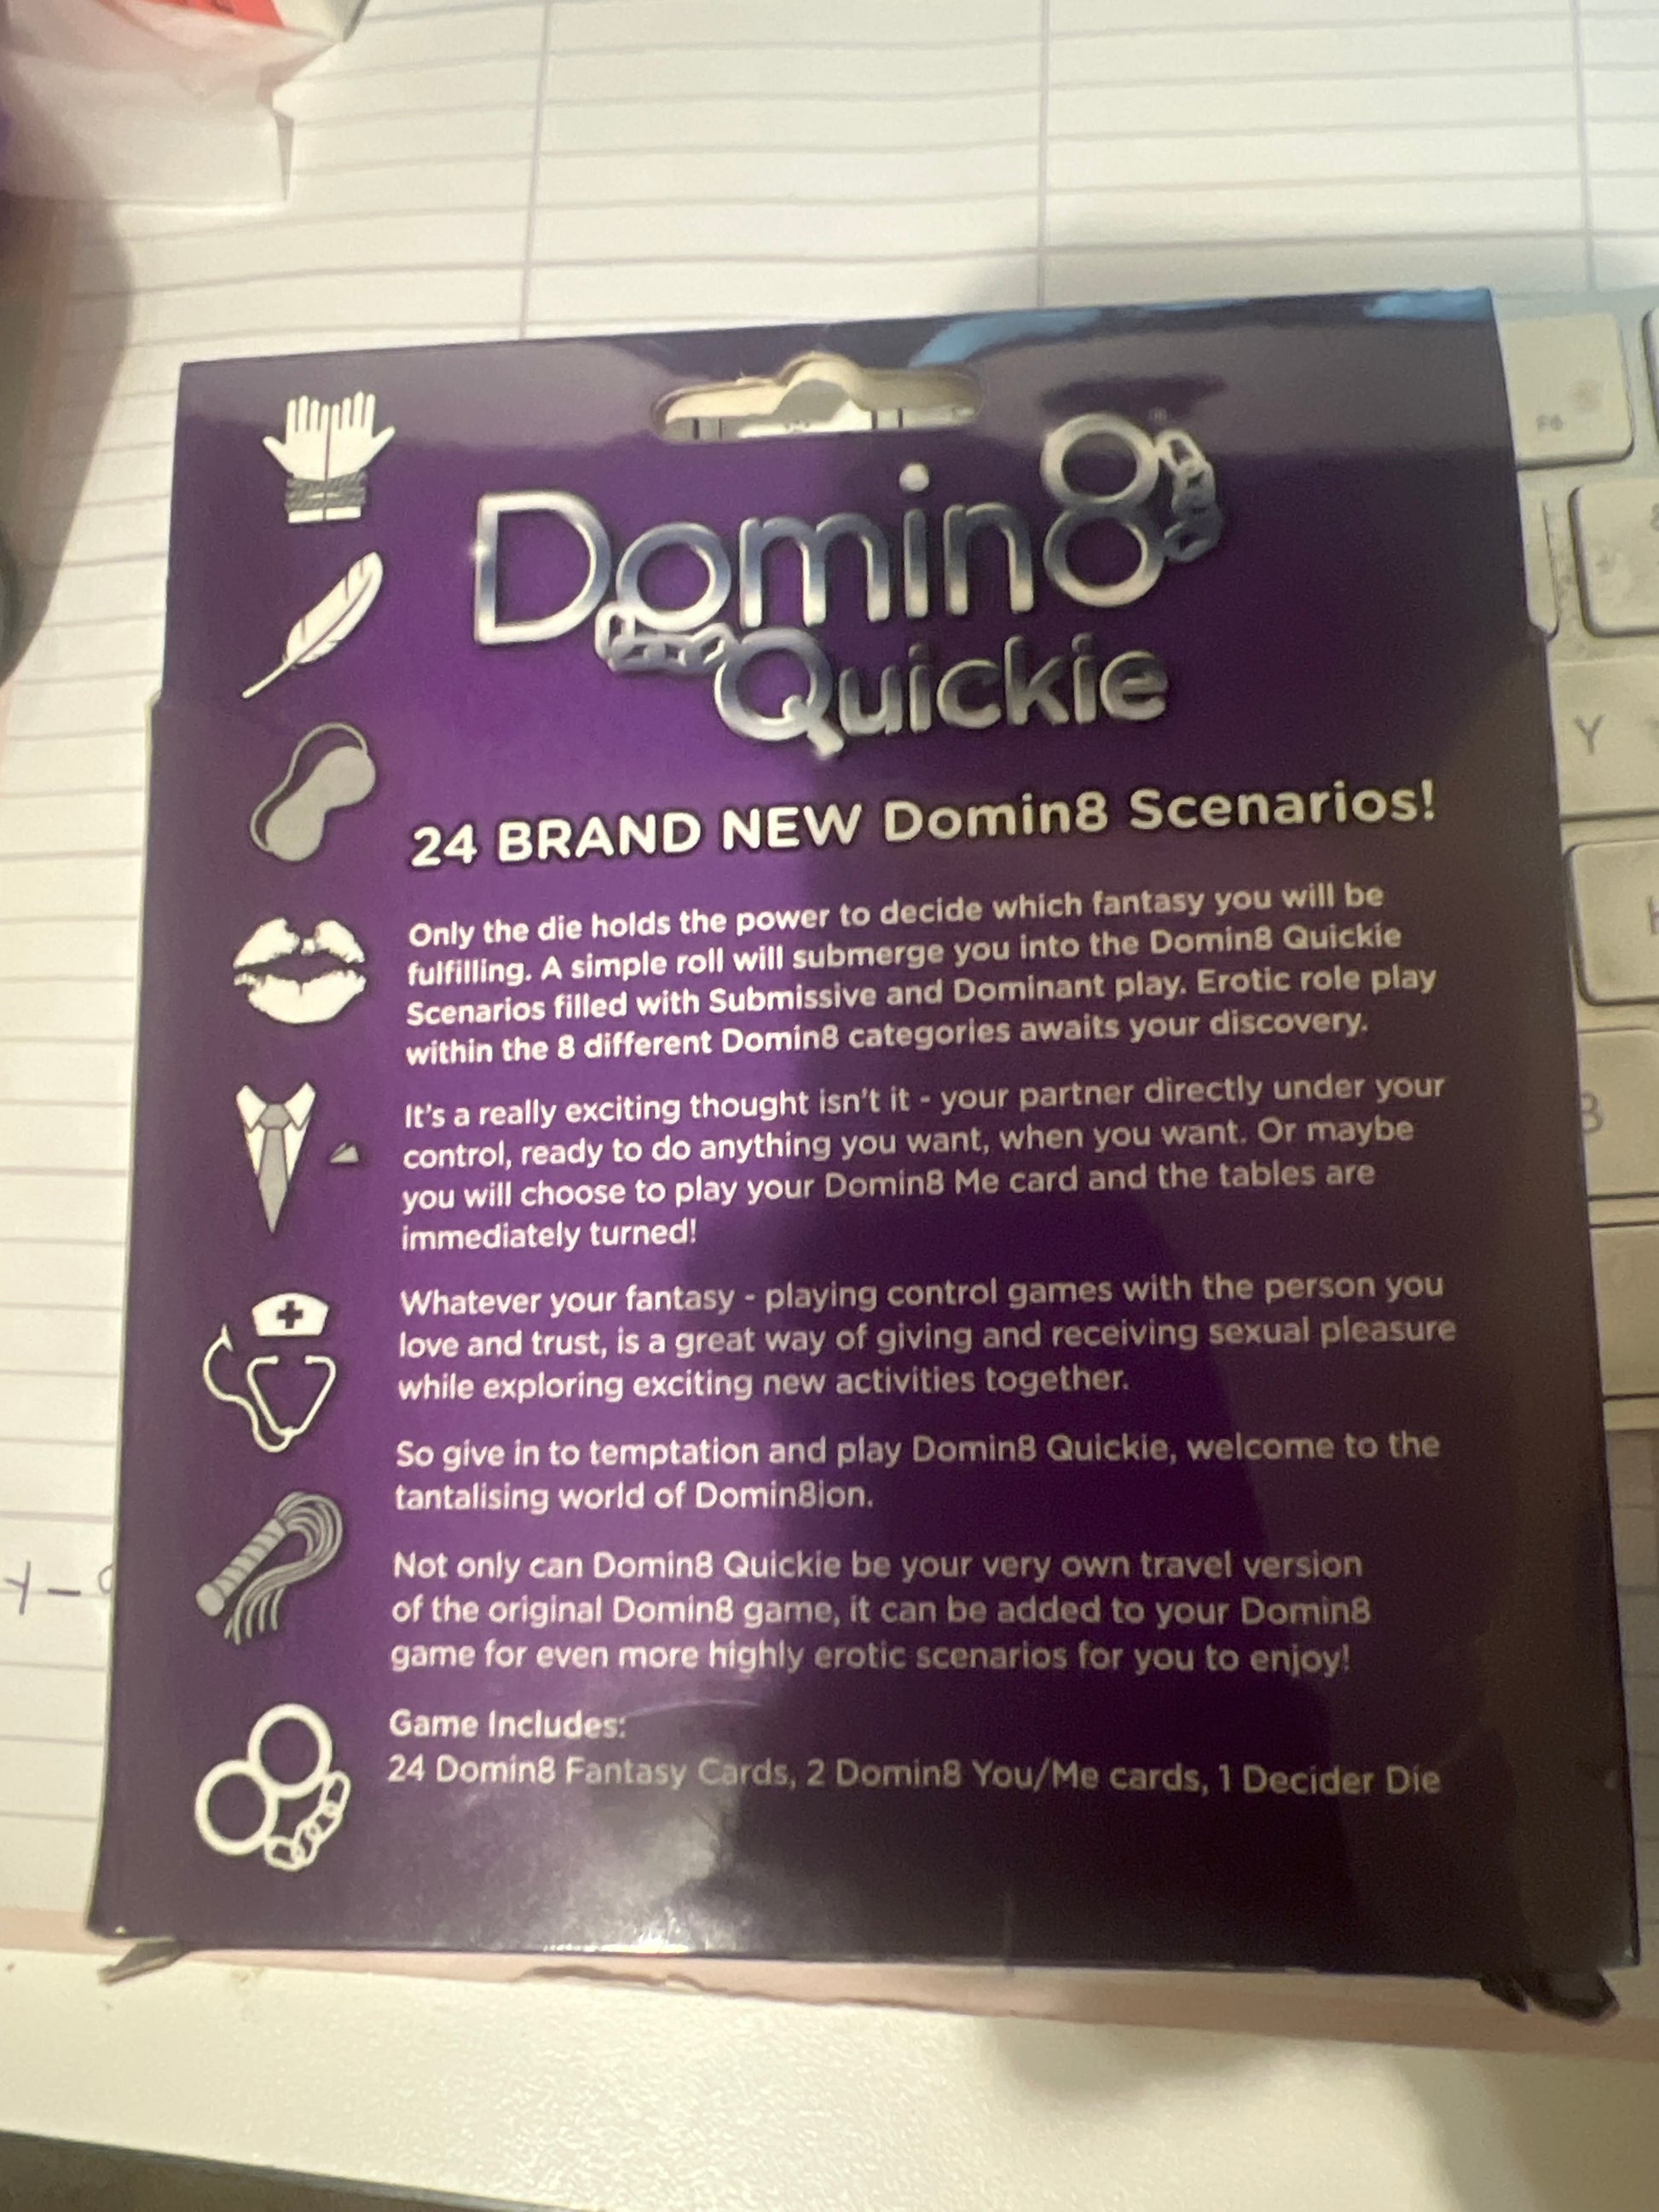 Domin8
Quickie
24 BRAND NEW Domin8 Scenarios!
Only the die holds the power to decide which fantasy you will be
fulfilling. A simple roll will submerge you into the Domin8 Quickie
Scenarios filled with Submissive and Dominant play. Erotic role play
within the 8 different Domin8 categories awaits your discovery.
It's a really exciting thought isn't it - your partner directly under your
control, ready to do anything you want, when you want. Or maybe
you will choose to play your Domin8 Me card and the tables are
immediately turned!
Whatever your fantasy - playing control games with the person you
love and trust, is a great way of giving and receiving sexual pleasure
while exploring exciting new activities together.
So give in to temptation and play Domin8 Quickie, welcome to the
tantalising world of Domin8ion.
Not only can Domin8 Quickie be your very own travel version
of the original Domin8 game, it can be added to your Domin8
game for even more highly erotic scenarios for you to enjoy!
Game Includes:
24 Domin8 Fantasy Cards, 2 Domin8 You/Me cards, 1 Decider Die
F6
Y